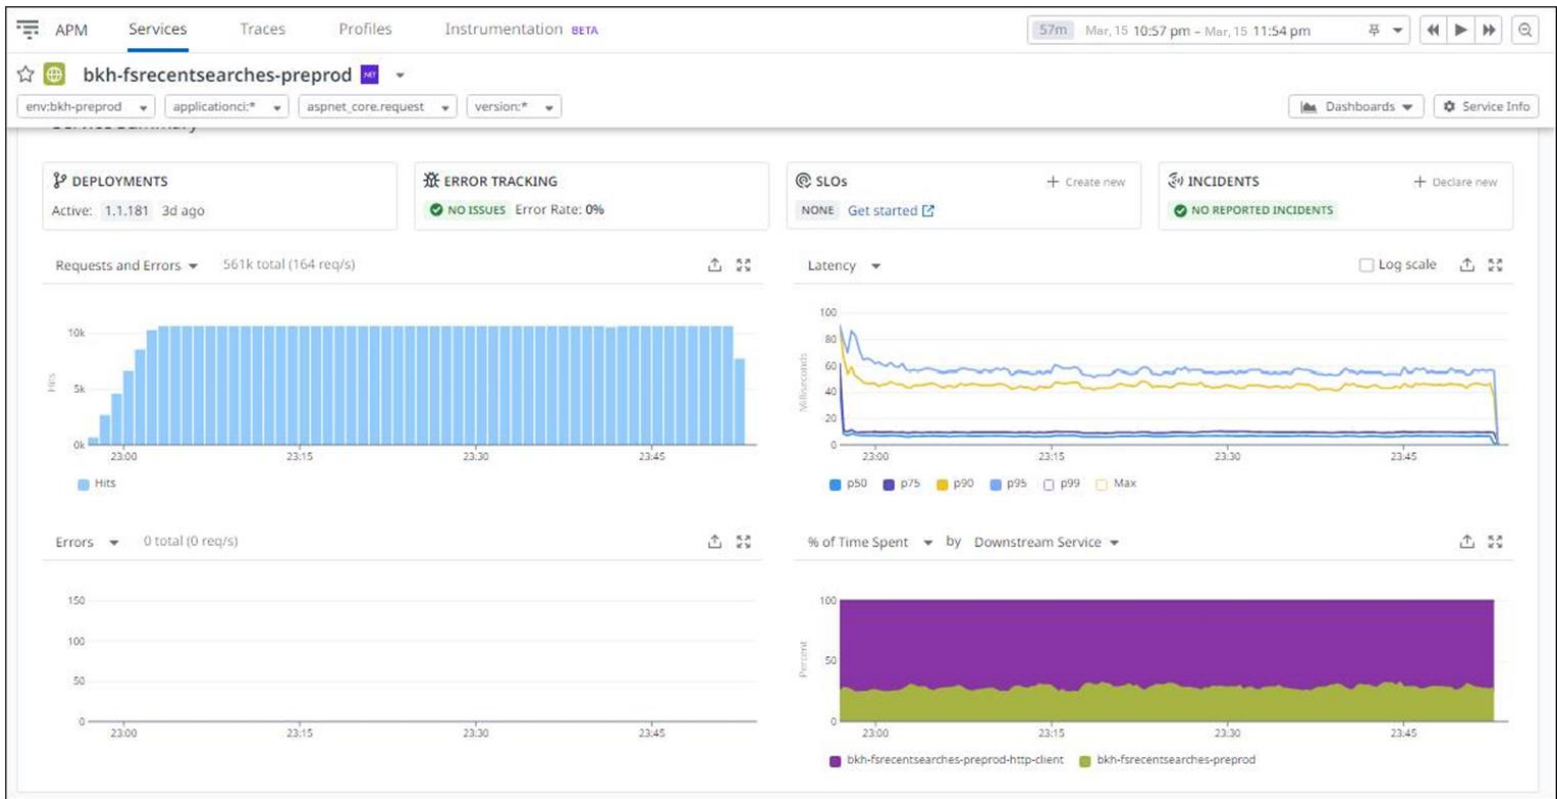 APM Services Traces Profiles Instrumentation BETA 57m Mar, 15 10:57 pm – Mar, 15 11:54 pm
bkh-fsrecentsearches-preprod .NET
env:bkh-preprod applicationci:* aspnet_core.request version:* Dashboards Service Info
Service Summary
DEPLOYMENTS
Active: 1.1.181 3d ago
ERROR TRACKING
NO ISSUES Error Rate: 0%
SLOs + Create new
NONE Get started
INCIDENTS + Declare new
NO REPORTED INCIDENTS
Requests and Errors 561k total (164 req/s)
10k
5k
0k
Hits
23:00 23:15 23:30 23:45
Hits
Latency Log scale
100
80
60
40
20
0
Milliseconds
23:00 23:15 23:30 23:45
p50 p75 p90 p95 p99 Max
Errors 0 total (0 req/s)
150
100
50
0
23:00 23:15 23:30 23:45
% of Time Spent by Downstream Service
100
50
0
Percent
23:00 23:15 23:30 23:45
bkh-fsrecentsearches-preprod-http-client bkh-fsrecentsearches-preprod